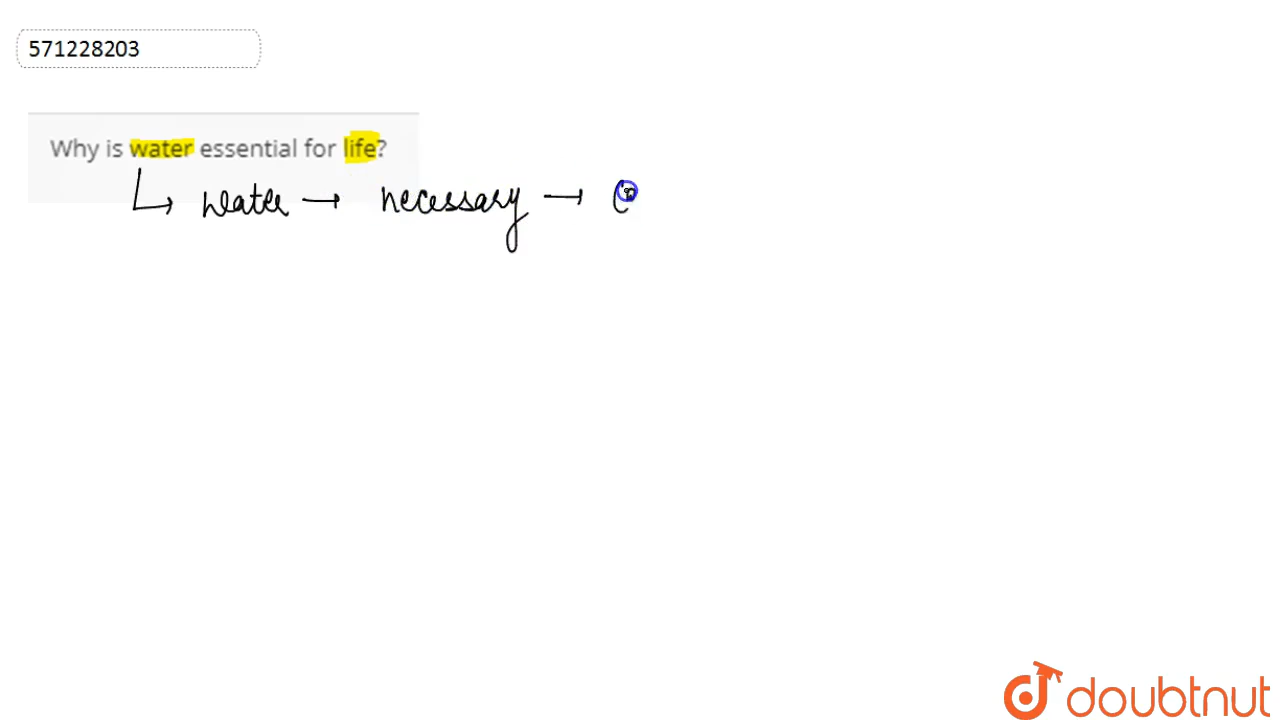 571228203
Why is water essential for life?
↳ water → necessary →
doubtnut